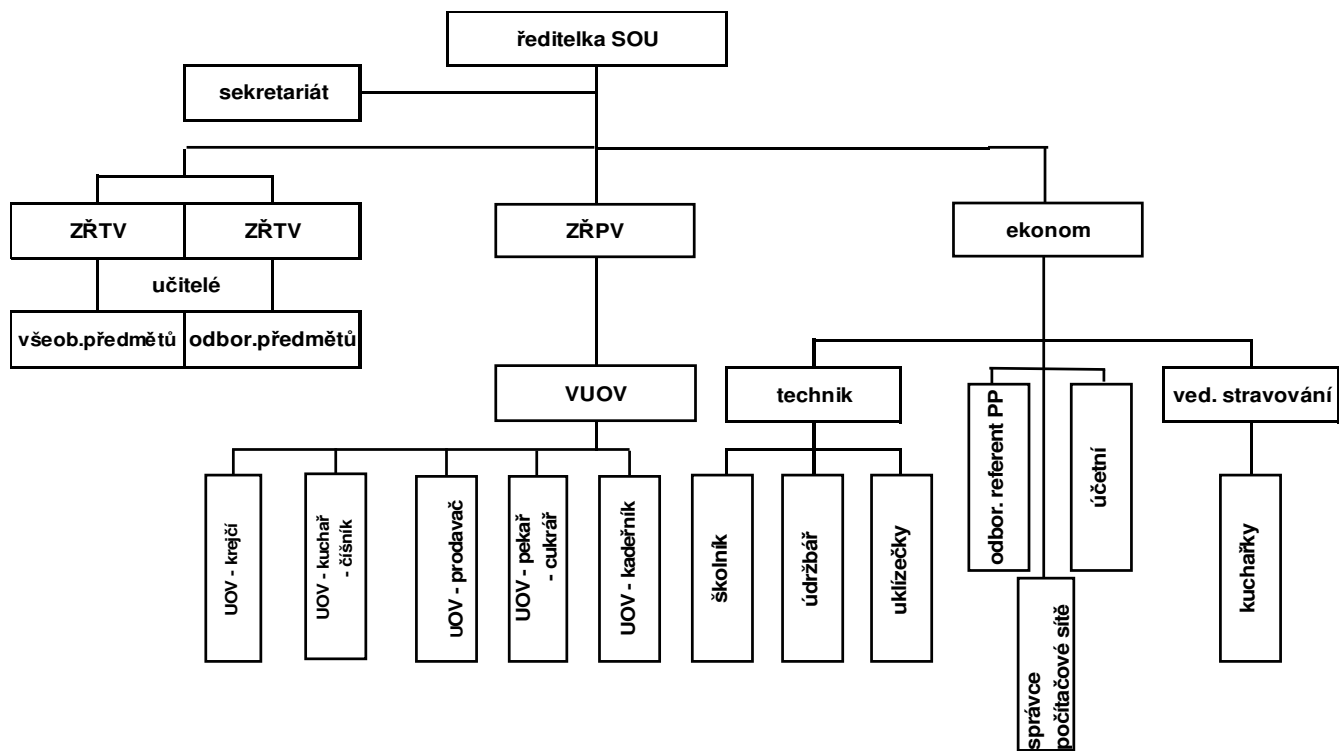 ředitelka SOU
sekretariát
ZŘTV
ZŘTV
ZŘPV
ekonom
učitelé
všeob.předmětů
odbor.předmětů
VUOV
technik
odbor. referent PP
účetní
ved. stravování
UOV - krejčí
UOV - kuchař
- číšník
UOV - prodavač
UOV - pekař
- cukrář
UOV - kadeřník
školník
údržbář
uklízečky
správce
počítačové sítě
kuchařky